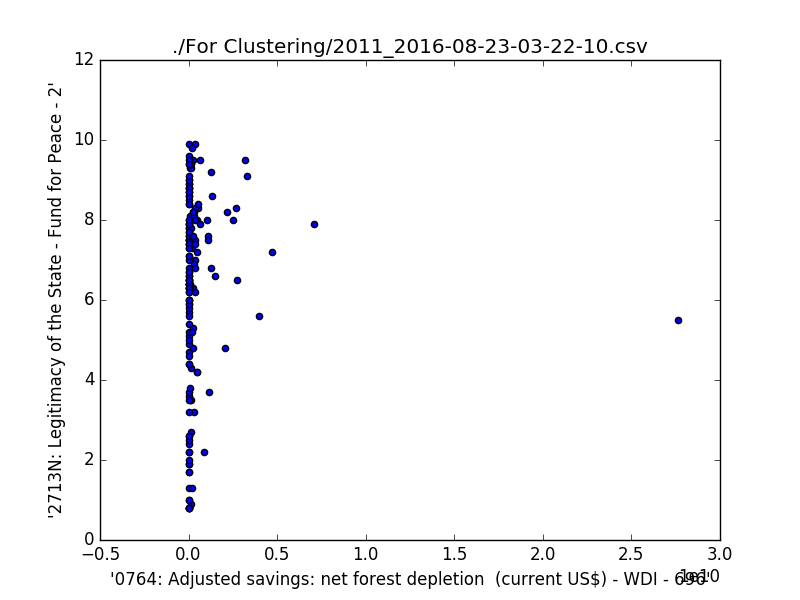 ./For Clustering/2011_2016-08-23-03-22-10.csv
12
10
8
6
4
2
0
'2713N: Legitimacy of the State - Fund for Peace - 2'
−0.5 0.0 0.5 1.0 1.5 2.0 2.5 3.0
1e10
'0764: Adjusted savings: net forest depletion (current US$) - WDI - 696'